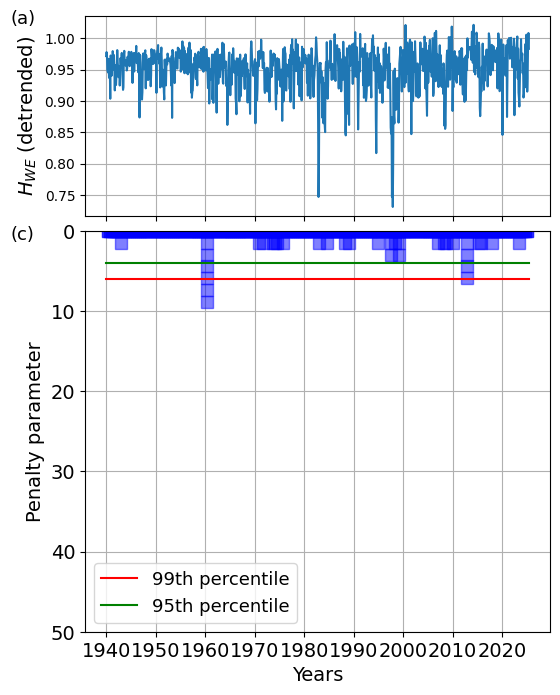 (a)
1.00
0.95
0.90
0.85
0.80
0.75
H_WE (detrended)
(c)
0
10
20
30
40
50
Penalty parameter
99th percentile
95th percentile
1940 1950 1960 1970 1980 1990 2000 2010 2020
Years